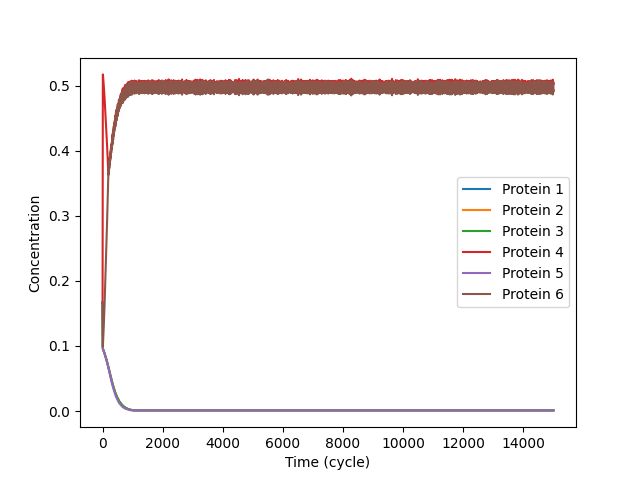 0.5
0.4
0.3
0.2
0.1
0.0
Concentration
0 2000 4000 6000 8000 10000 12000 14000
Time (cycle)
Protein 1
Protein 2
Protein 3
Protein 4
Protein 5
Protein 6